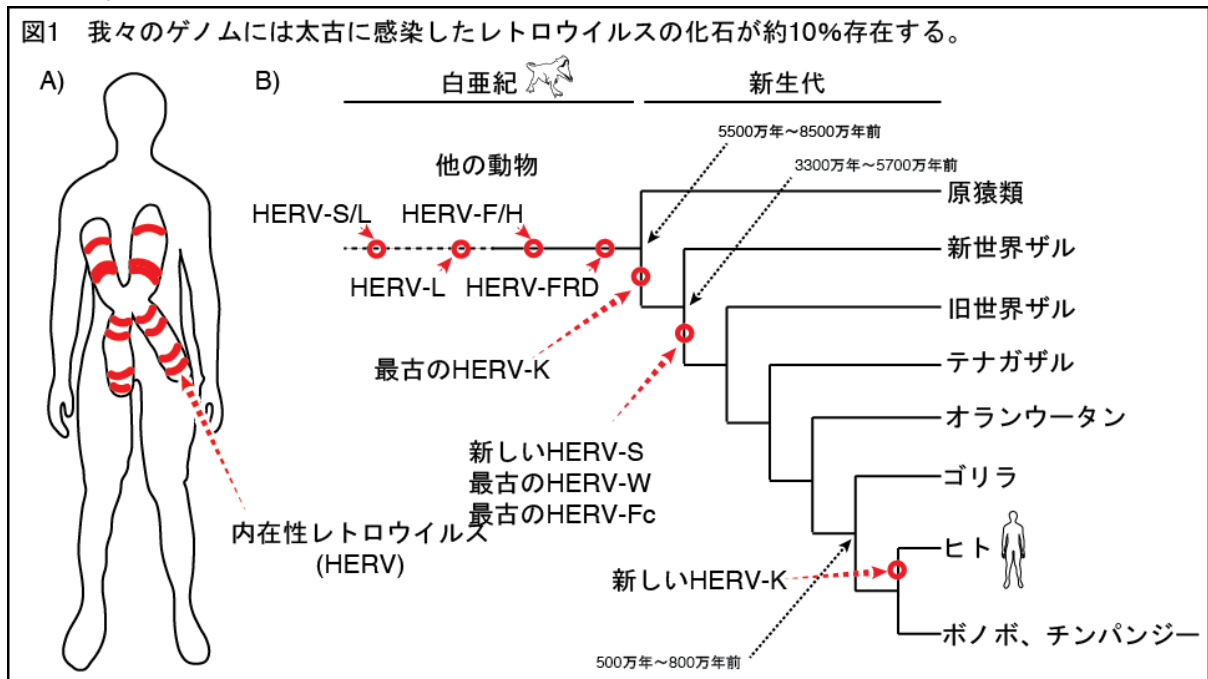 図1 我々のゲノムには太古に感染したレトロウイルスの化石が約10%存在する。
A)
B)
白亜紀
新生代
5500万年〜8500万年前
3300万年〜5700万年前
他の動物
原猿類
HERV-S/L
HERV-F/H
新世界ザル
HERV-L
HERV-FRD
旧世界ザル
最古のHERV-K
テナガザル
オランウータン
新しいHERV-S
最古のHERV-W
最古のHERV-Fc
ゴリラ
内在性レトロウイルス
(HERV)
ヒト
新しいHERV-K
ボノボ、チンパンジー
500万年〜800万年前